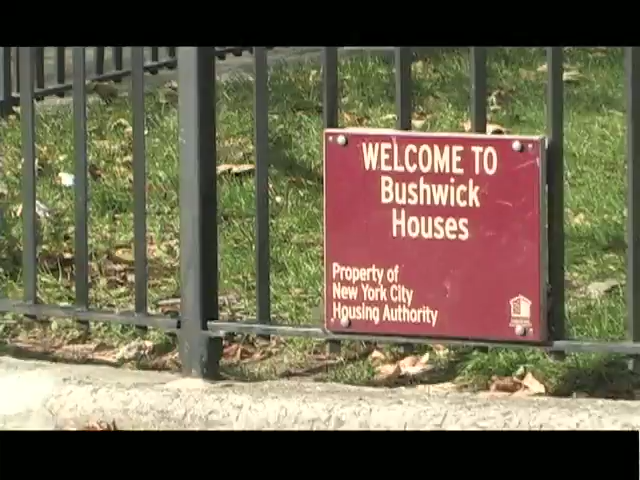 WELCOME TO
Bushwick
Houses
Property of
New York City
Housing Authority